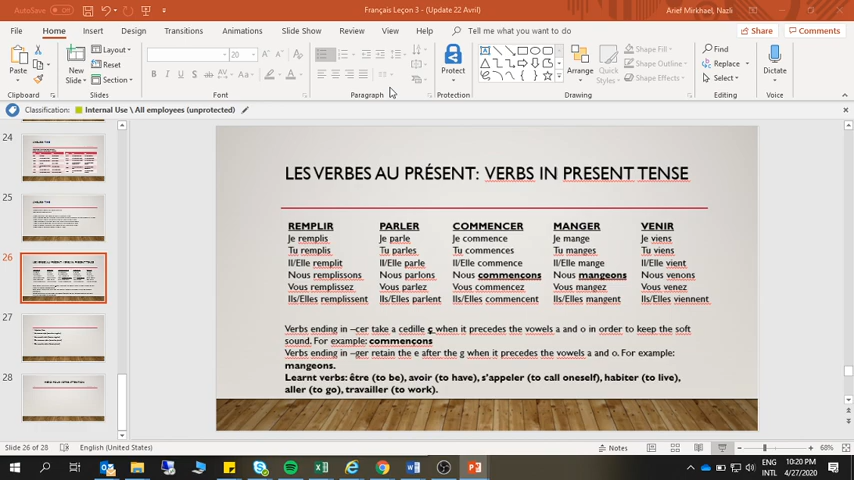 AutoSave Off Français Leçon 3 - (Update 22 Avril) Arief Mirkhael, Nazli
File Home Insert Design Transitions Animations Slide Show Review View Help Tell me what you want to do Share Comments
Paste New Slide Layout Reset Section 20 Protect Arrange Quick Styles Shape Fill Shape Outline Shape Effects Find Replace Select Dictate
Clipboard Slides Font Paragraph Protection Drawing Editing Voice
Classification: Internal Use \ All employees (unprotected)
24
25
26
27
28
LES VERBES AU PRÉSENT: VERBS IN PRESENT TENSE
REMPLIR PARLER COMMENCER MANGER VENIR
Je remplis Je parle Je commence Je mange Je viens
Tu remplis Tu parles Tu commences Tu manges Tu viens
Il/Elle remplit Il/Elle parle Il/Elle commence Il/Elle mange Il/Elle vient
Nous remplissons Nous parlons Nous commençons Nous mangeons Nous venons
Vous remplissez Vous parlez Vous commencez Vous mangez Vous venez
Ils/Elles remplissent Ils/Elles parlent Ils/Elles commencent Ils/Elles mangent Ils/Elles viennent
Verbs ending in –cer take a cedille ç when it precedes the vowels a and o in order to keep the soft
sound. For example: commençons
Verbs ending in –ger retain the e after the g when it precedes the vowels a and o. For example:
mangeons.
Learnt verbs: être (to be), avoir (to have), s'appeler (to call oneself), habiter (to live),
aller (to go), travailler (to work).
Slide 26 of 28 English (United States) Notes 68%
ENG 10:20 PM
INTL 4/27/2020